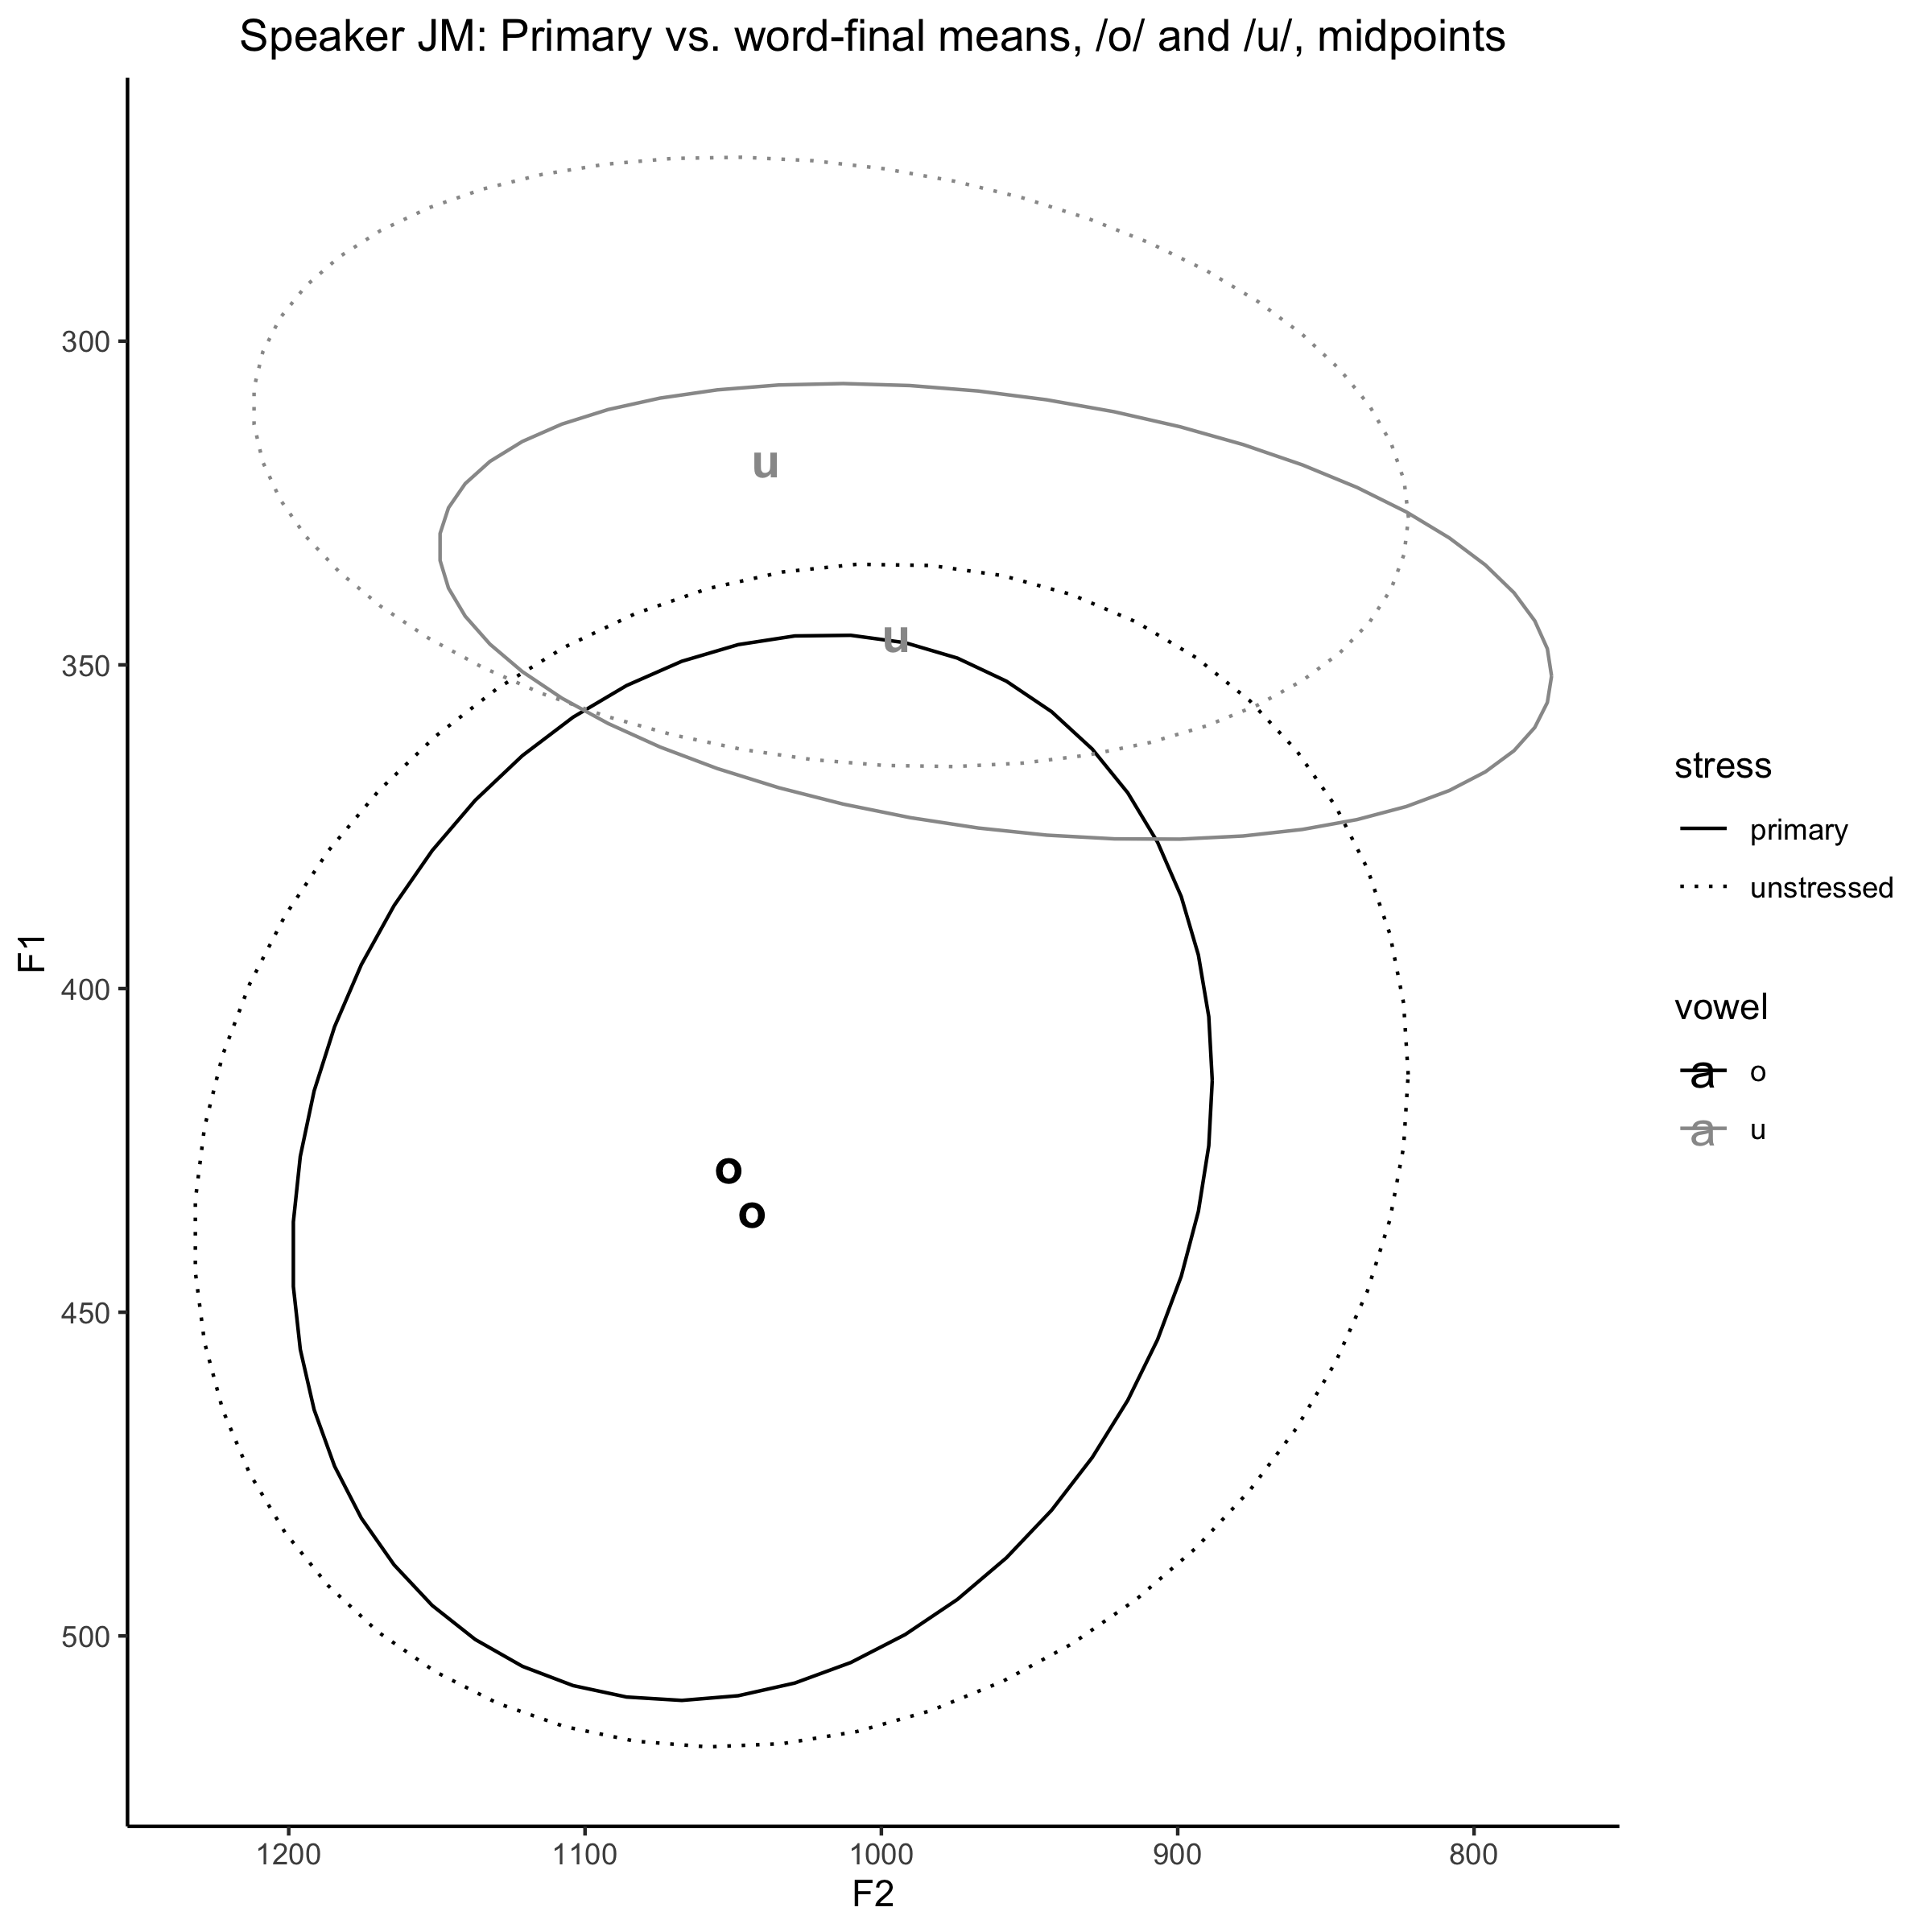 Speaker JM: Primary vs. word-final means, /o/ and /u/, midpoints
300
350
400
450
500
F1
u
u
o
o
1200 1100 1000 900 800
F2
stress
primary
unstressed
vowel
a o
a u